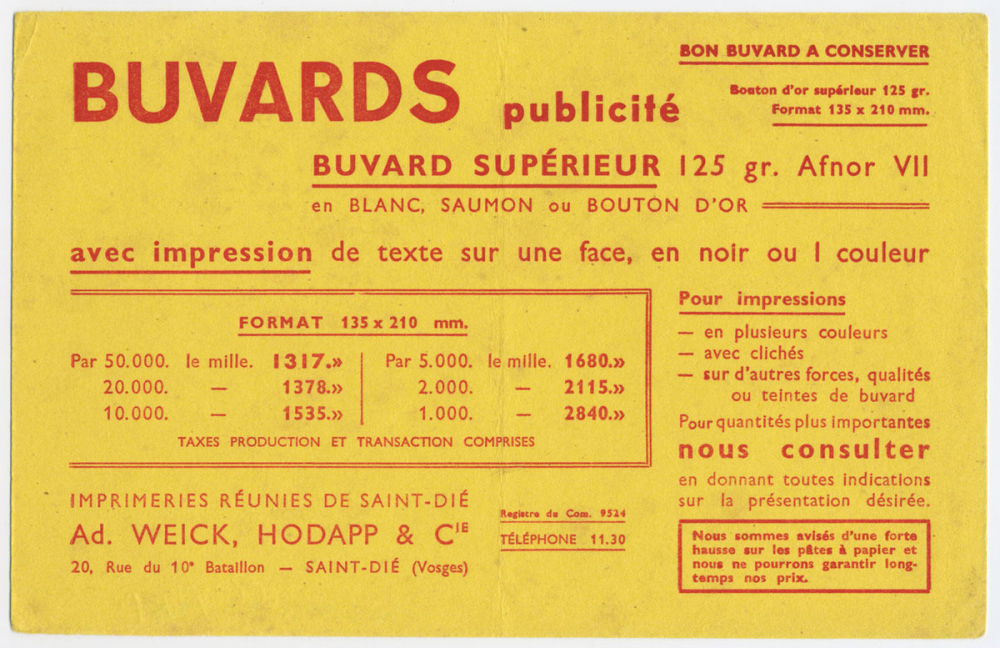 BON BUVARD A CONSERVER
BUVARDS publicité
Bouton d'or supérieur 125 gr.
Format 135 x 210 mm.
BUVARD SUPÉRIEUR 125 gr. Afnor VII
en BLANC, SAUMON ou BOUTON D'OR
avec impression de texte sur une face, en noir ou 1 couleur
FORMAT 135 x 210 mm.
Par 50.000. le mille. 1317.» Par 5.000. le mille. 1680.»
20.000. — 1378.» 2.000. — 2115.»
10.000. — 1535.» 1.000. — 2840.»
TAXES PRODUCTION ET TRANSACTION COMPRISES
Pour impressions
— en plusieurs couleurs
— avec clichés
— sur d'autres forces, qualités
ou teintes de buvard
Pour quantités plus importantes
nous consulter
en donnant toutes indications
sur la présentation désirée.
IMPRIMERIES RÉUNIES DE SAINT-DIÉ
Ad. WEICK, HODAPP & CIE
20, Rue du 10e Bataillon — SAINT-DIÉ (Vosges)
Registre du Com. 9524
TÉLÉPHONE 11.30
Nous sommes avisés d'une forte
hausse sur les pâtes à papier et
nous ne pourrons garantir long-
temps nos prix.